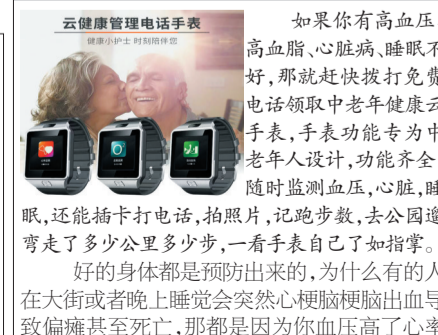 云健康管理电话手表
健康小护士 时刻陪伴您
如果你有高血压
高血脂、心脏病、睡眠不
好,那就赶快拨打免费
电话领取中老年健康云
手表,手表功能专为中
老年人设计,功能齐全
随时监测血压,心脏,睡
眠,还能插卡打电话,拍照片,记跑步数,去公园遛
弯走了多少公里多少步,一看手表自己了如指掌。
好的身体都是预防出来的,为什么有的人
在大街或者晚上睡觉会突然心梗脑梗脑出血导
致偏瘫甚至死亡,那都是因为你血压高了心率